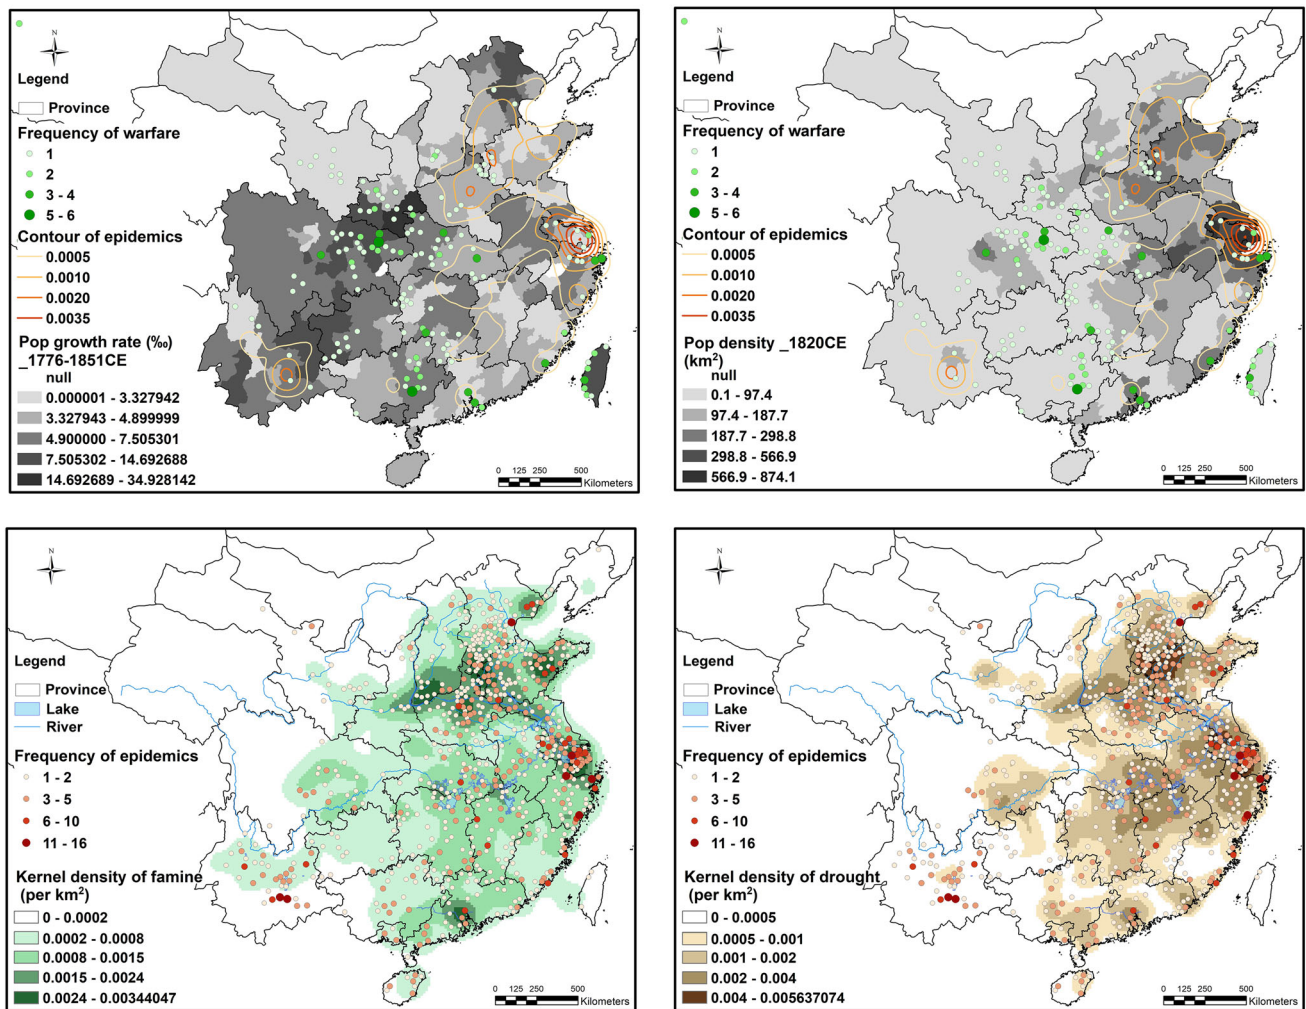 N
Legend
Province
Frequency of warfare
1
2
3 - 4
5 - 6
Contour of epidemics
0.0005
0.0010
0.0020
0.0035
Pop growth rate (‰)
_1776-1851CE
null
0.000001 - 3.327942
3.327943 - 4.899999
4.900000 - 7.505301
7.505302 - 14.692688
14.692689 - 34.928142
0 125 250 500
Kilometers
N
Legend
Province
Frequency of warfare
1
2
3 - 4
5 - 6
Contour of epidemics
0.0005
0.0010
0.0020
0.0035
Pop density _1820CE
(km²)
null
0.1 - 97.4
97.4 - 187.7
187.7 - 298.8
298.8 - 566.9
566.9 - 874.1
0 125 250 500
Kilometers
N
Legend
Province
Lake
River
Frequency of epidemics
1 - 2
3 - 5
6 - 10
11 - 16
Kernel density of famine
(per km²)
0 - 0.0002
0.0002 - 0.0008
0.0008 - 0.0015
0.0015 - 0.0024
0.0024 - 0.00344047
0 125 250 500
Kilometers
N
Legend
Province
Lake
River
Frequency of epidemics
1 - 2
3 - 5
6 - 10
11 - 16
Kernel density of drought
(per km²)
0 - 0.0005
0.0005 - 0.001
0.001 - 0.002
0.002 - 0.004
0.004 - 0.005637074
0 125 250 500
Kilometers